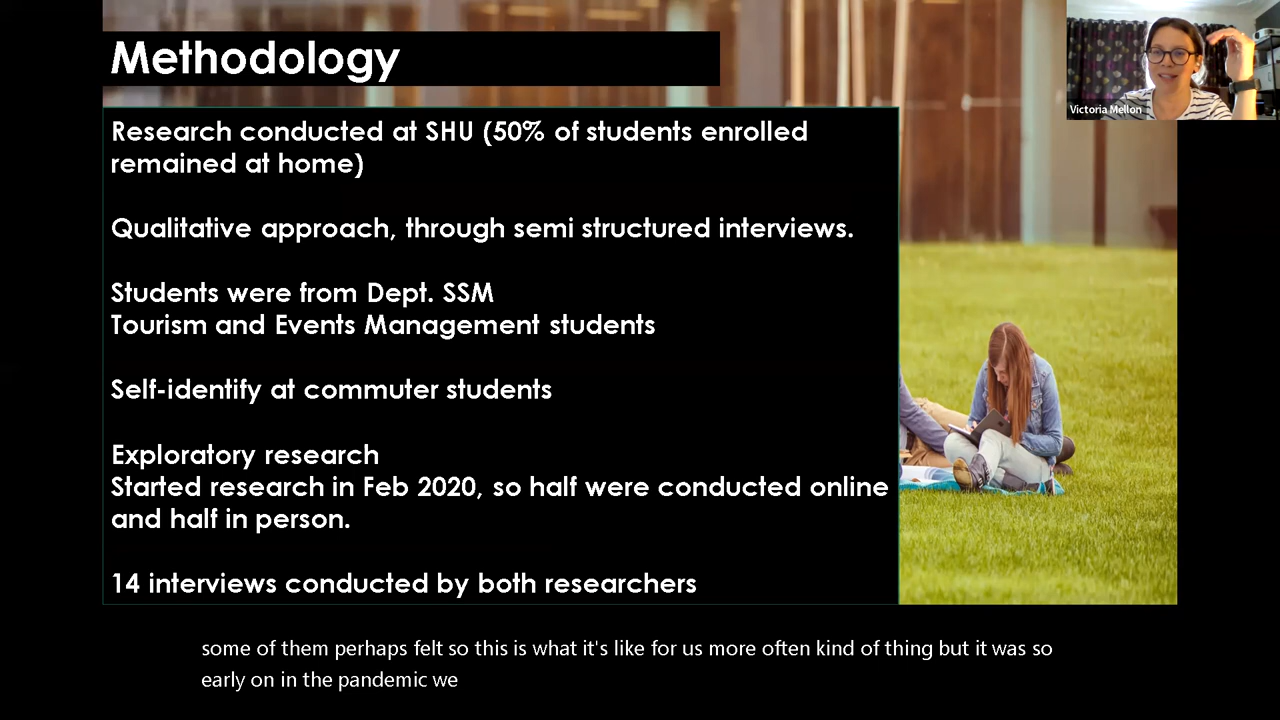 Methodology
Victoria Mellon
Research conducted at SHU (50% of students enrolled
remained at home)
Qualitative approach, through semi structured interviews.
Students were from Dept. SSM
Tourism and Events Management students
Self-identify at commuter students
Exploratory research
Started research in Feb 2020, so half were conducted online
and half in person.
14 interviews conducted by both researchers
some of them perhaps felt so this is what it's like for us more often kind of thing but it was so
early on in the pandemic we